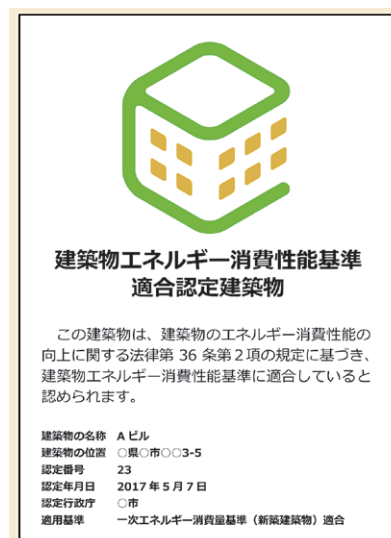 建築物エネルギー消費性能基準
適合認定建築物
この建築物は、建築物のエネルギー消費性能の
向上に関する法律第 36 条第2項の規定に基づき、
建築物エネルギー消費性能基準に適合していると
認められます。
建築物の名称 A ビル
建築物の位置 ○県○市○○3-5
認定番号 23
認定年月日 2017 年 5 月 7 日
認定行政庁 ○市
適用基準 一次エネルギー消費量基準（新築建築物）適合